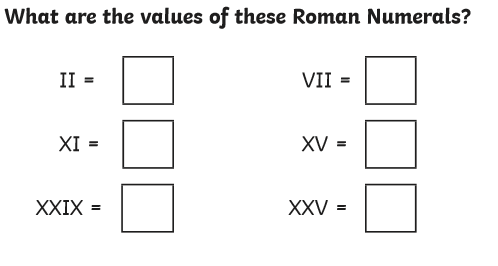 What are the values of these Roman Numerals?
II =
VII =
XI =
XV =
XXIX =
XXV =